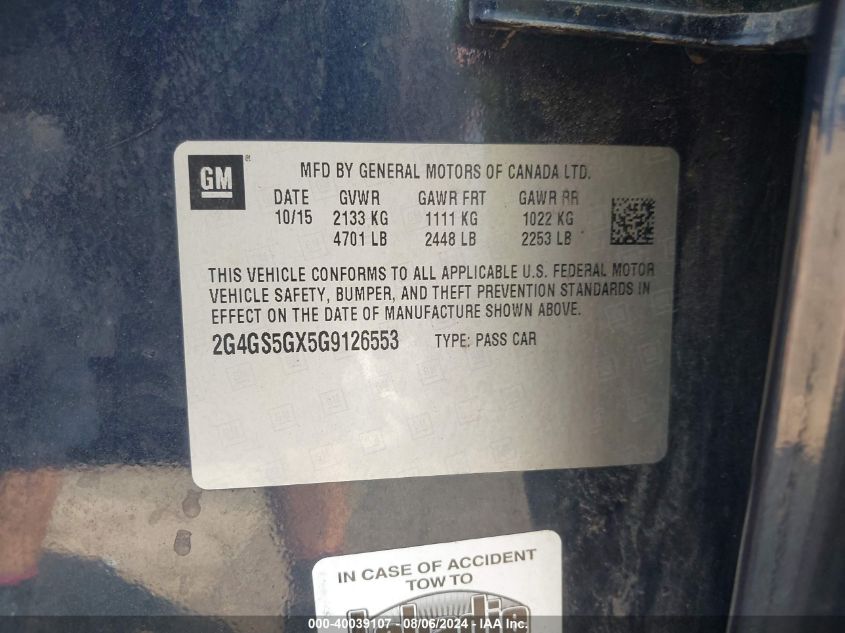 GM
®
MFD BY GENERAL MOTORS OF CANADA LTD.
DATE GVWR GAWR FRT GAWR RR
10/15 2133 KG 1111 KG 1022 KG
4701 LB 2448 LB 2253 LB
THIS VEHICLE CONFORMS TO ALL APPLICABLE U.S. FEDERAL MOTOR
VEHICLE SAFETY, BUMPER, AND THEFT PREVENTION STANDARDS IN
EFFECT ON THE DATE OF MANUFACTURE SHOWN ABOVE.
2G4GS5GX5G9126553 TYPE: PASS CAR
IN CASE OF ACCIDENT
TOW TO
000-40039107 - 08/06/2024 - IAA Inc.